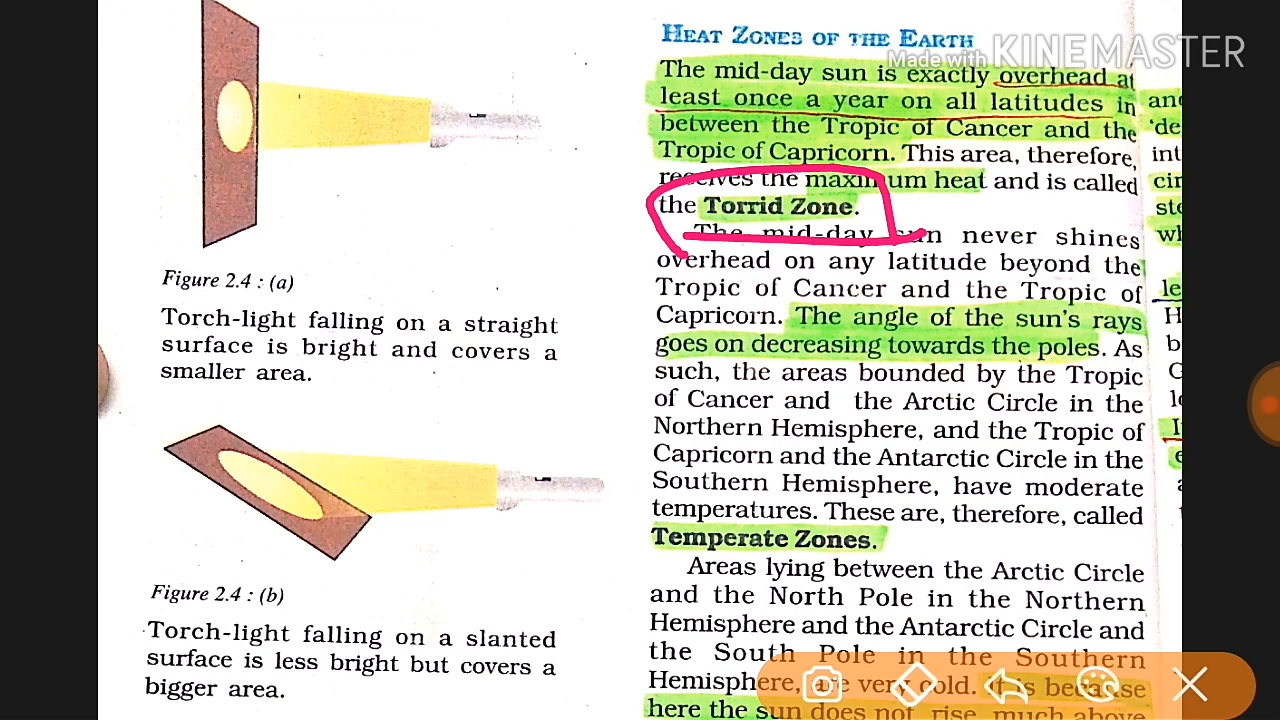 Made with KINEMASTER
Figure 2.4 : (a)
Torch-light falling on a straight
surface is bright and covers a
smaller area.
Figure 2.4 : (b)
Torch-light falling on a slanted
surface is less bright but covers a
bigger area.
HEAT ZONES OF THE EARTH
The mid-day sun is exactly overhead at
least once a year on all latitudes in
between the Tropic of Cancer and the
Tropic of Capricorn. This area, therefore,
receives the maximum heat and is called
the Torrid Zone.
The mid-day sun never shines
overhead on any latitude beyond the
Tropic of Cancer and the Tropic of
Capricorn. The angle of the sun's rays
goes on decreasing towards the poles. As
such, the areas bounded by the Tropic
of Cancer and the Arctic Circle in the
Northern Hemisphere, and the Tropic of
Capricorn and the Antarctic Circle in the
Southern Hemisphere, have moderate
temperatures. These are, therefore, called
Temperate Zones.
Areas lying between the Arctic Circle
and the North Pole in the Northern
Hemisphere and the Antarctic Circle and
the South Pole in the Southern
Hemisphere, are very cold. It is because
here the sun does not rise much above